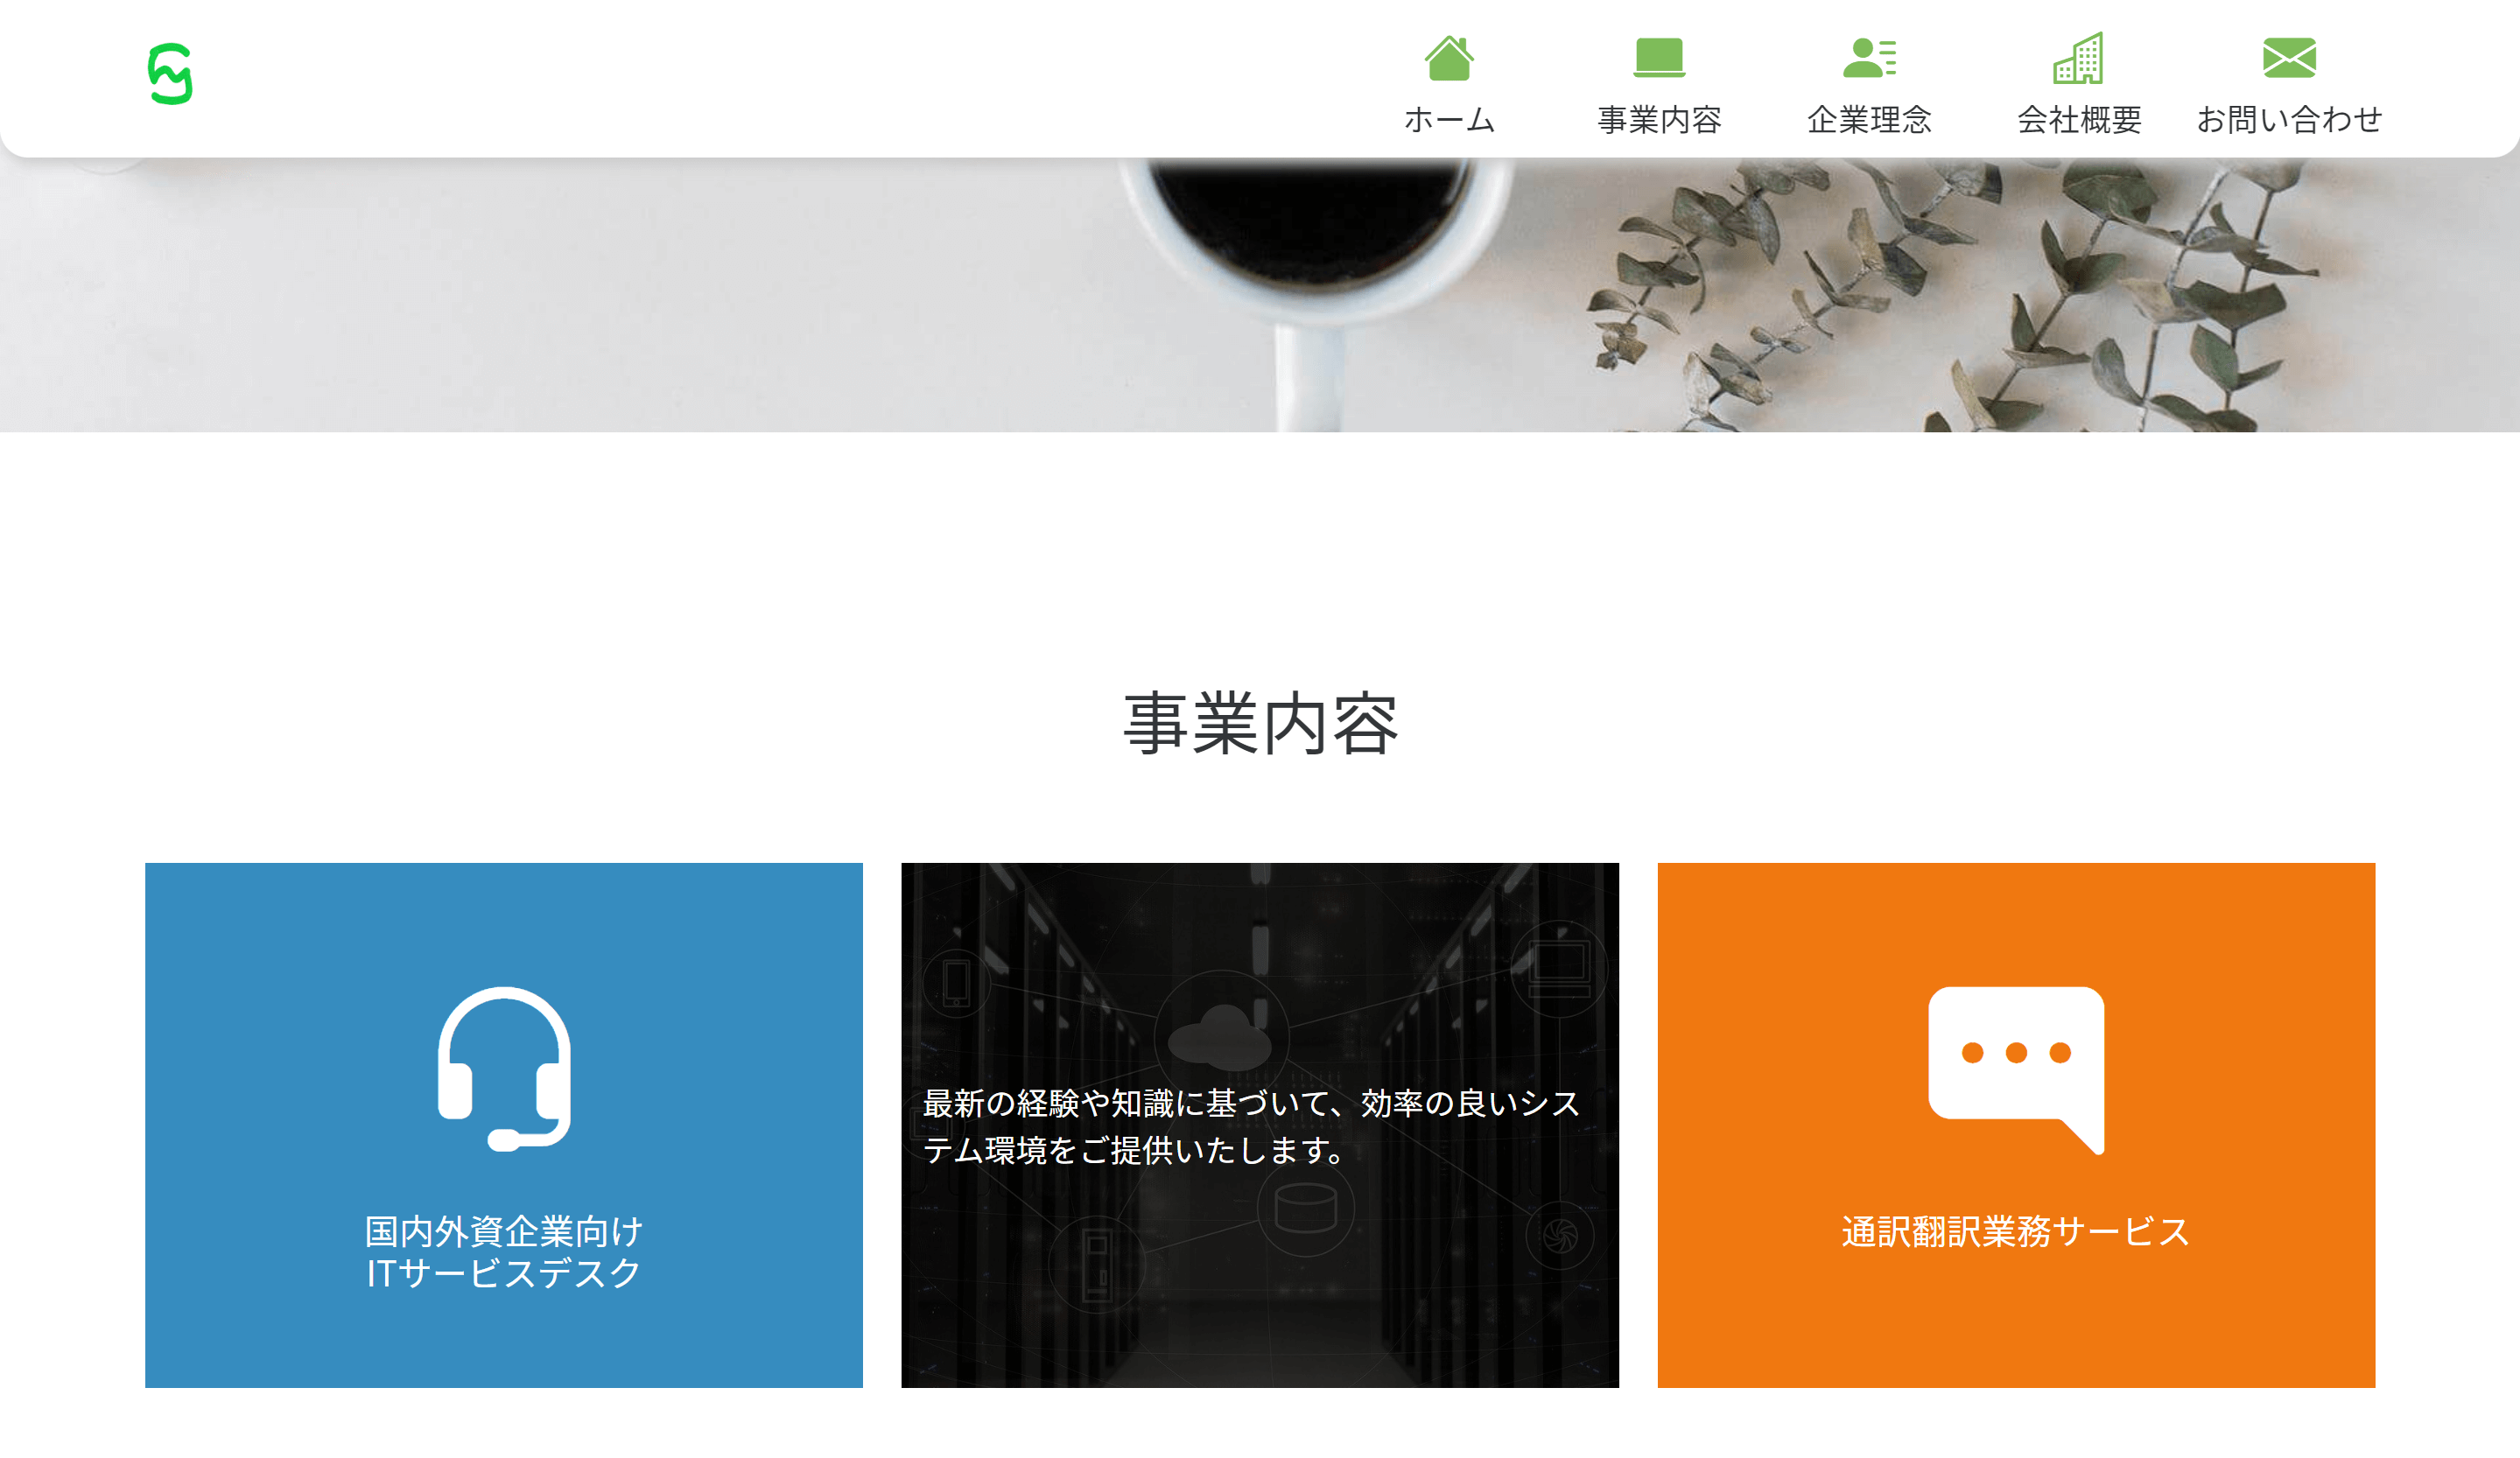 ホーム
事業内容
企業理念
会社概要
お問い合わせ
事業内容
国内外資企業向け
ITサービスデスク
最新の経験や知識に基づいて、効率の良いシス
テム環境をご提供いたします。
通訳翻訳業務サービス